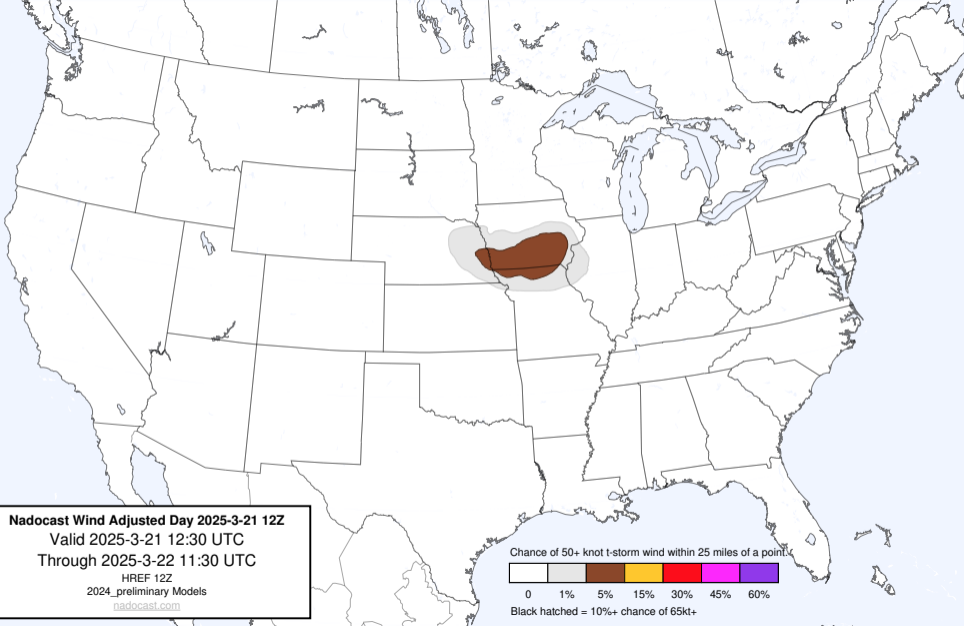 Nadocast Wind Adjusted Day 2025-3-21 12Z
Valid 2025-3-21 12:30 UTC
Through 2025-3-22 11:30 UTC
HREF 12Z
2024_preliminary Models
nadocast.com
Chance of 50+ knot t-storm wind within 25 miles of a point.
0 1% 5% 15% 30% 45% 60%
Black hatched = 10%+ chance of 65kt+